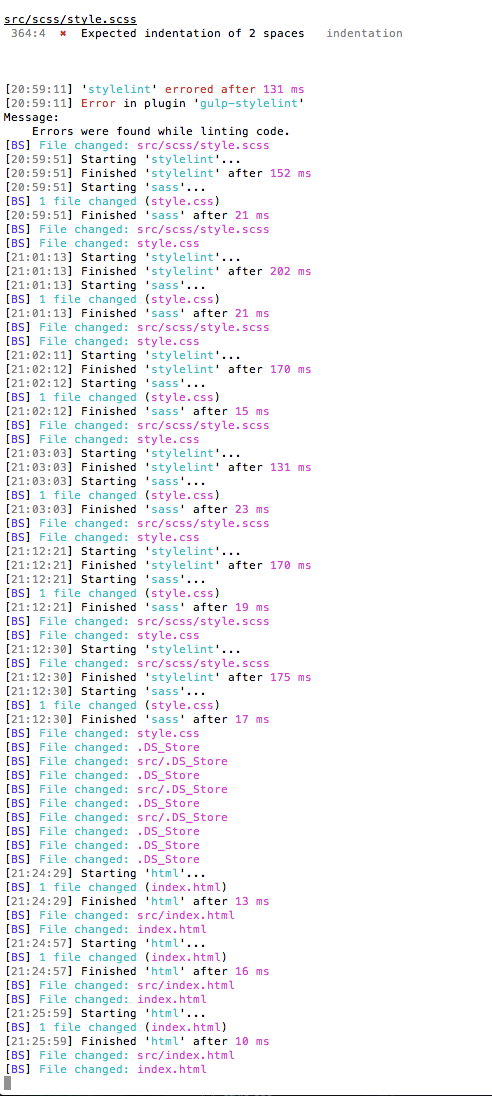 src/scss/style.scss
364:4 ✖ Expected indentation of 2 spaces indentation
[20:59:11] 'stylelint' errored after 131 ms
[20:59:11] Error in plugin 'gulp-stylelint'
Message:
Errors were found while linting code.
[BS] File changed: src/scss/style.scss
[20:59:51] Starting 'stylelint'...
[20:59:51] Finished 'stylelint' after 152 ms
[20:59:51] Starting 'sass'...
[BS] 1 file changed (style.css)
[20:59:51] Finished 'sass' after 21 ms
[BS] File changed: src/scss/style.scss
[BS] File changed: style.css
[21:01:13] Starting 'stylelint'...
[21:01:13] Finished 'stylelint' after 202 ms
[21:01:13] Starting 'sass'...
[BS] 1 file changed (style.css)
[21:01:13] Finished 'sass' after 21 ms
[BS] File changed: src/scss/style.scss
[BS] File changed: style.css
[21:02:11] Starting 'stylelint'...
[21:02:12] Finished 'stylelint' after 170 ms
[21:02:12] Starting 'sass'...
[BS] 1 file changed (style.css)
[21:02:12] Finished 'sass' after 15 ms
[BS] File changed: src/scss/style.scss
[BS] File changed: style.css
[21:03:03] Starting 'stylelint'...
[21:03:03] Finished 'stylelint' after 131 ms
[21:03:03] Starting 'sass'...
[BS] 1 file changed (style.css)
[21:03:03] Finished 'sass' after 23 ms
[BS] File changed: src/scss/style.scss
[BS] File changed: style.css
[21:12:21] Starting 'stylelint'...
[21:12:21] Finished 'stylelint' after 170 ms
[21:12:21] Starting 'sass'...
[BS] 1 file changed (style.css)
[21:12:21] Finished 'sass' after 19 ms
[BS] File changed: src/scss/style.scss
[BS] File changed: style.css
[21:12:30] Starting 'stylelint'...
[BS] File changed: src/scss/style.scss
[21:12:30] Finished 'stylelint' after 175 ms
[21:12:30] Starting 'sass'...
[BS] 1 file changed (style.css)
[21:12:30] Finished 'sass' after 17 ms
[BS] File changed: style.css
[BS] File changed: .DS_Store
[BS] File changed: src/.DS_Store
[BS] File changed: .DS_Store
[BS] File changed: src/.DS_Store
[BS] File changed: .DS_Store
[BS] File changed: src/.DS_Store
[BS] File changed: .DS_Store
[BS] File changed: .DS_Store
[BS] File changed: .DS_Store
[21:24:29] Starting 'html'...
[BS] 1 file changed (index.html)
[21:24:29] Finished 'html' after 13 ms
[BS] File changed: src/index.html
[BS] File changed: index.html
[21:24:57] Starting 'html'...
[BS] 1 file changed (index.html)
[21:24:57] Finished 'html' after 16 ms
[BS] File changed: src/index.html
[BS] File changed: index.html
[21:25:59] Starting 'html'...
[BS] 1 file changed (index.html)
[21:25:59] Finished 'html' after 10 ms
[BS] File changed: src/index.html
[BS] File changed: index.html